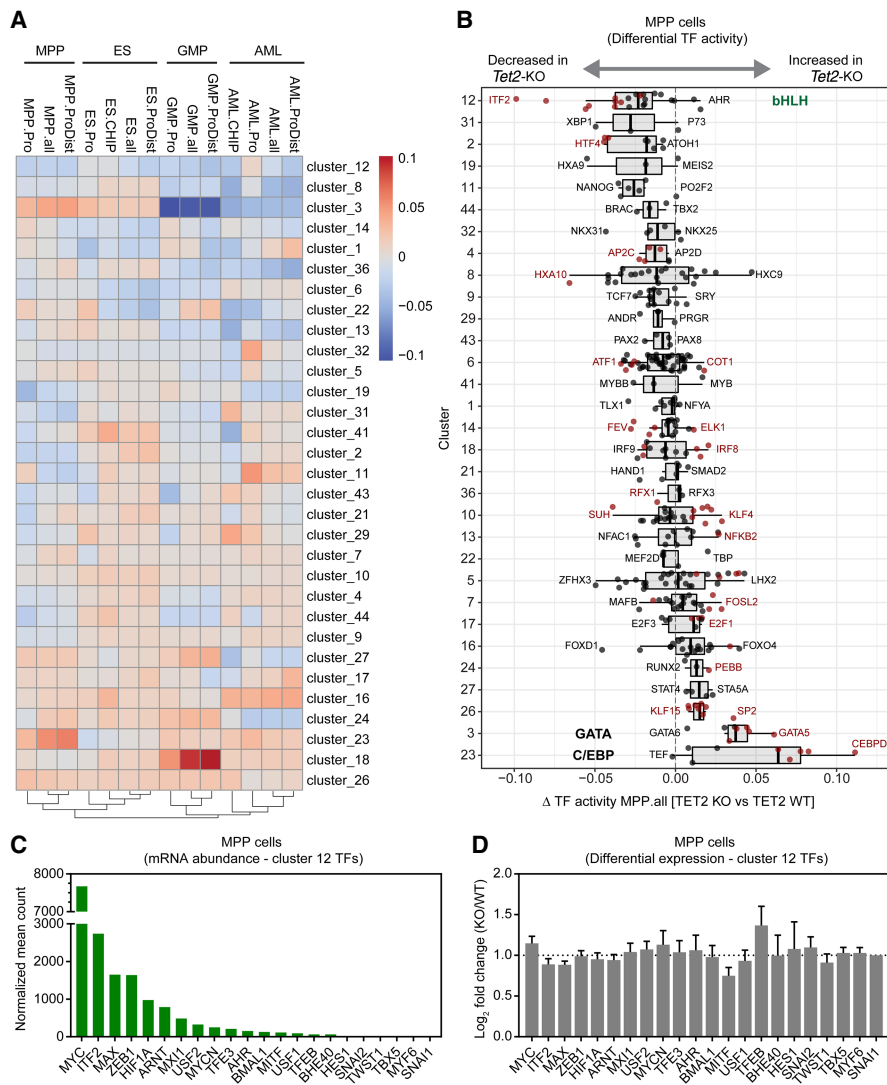 A
MPP
ES
GMP
AML
MPP.Pro
MPP.all
MPP.ProDist
ES.Pro
ES.CHIP
ES.all
ES.ProDist
GMP.Pro
GMP.all
GMP.ProDist
AML.CHIP
AML.Pro
AML.all
AML.ProDist
cluster_12
cluster_8
cluster_3
cluster_14
cluster_1
cluster_36
cluster_6
cluster_22
cluster_13
cluster_32
cluster_5
cluster_19
cluster_31
cluster_41
cluster_2
cluster_11
cluster_43
cluster_21
cluster_29
cluster_7
cluster_10
cluster_4
cluster_44
cluster_9
cluster_27
cluster_17
cluster_16
cluster_24
cluster_23
cluster_18
cluster_26
0.1
0.05
0
−0.05
−0.1
B
MPP cells
(Differential TF activity)
Decreased in
Tet2-KO
Increased in
Tet2-KO
Cluster
12 ITF2 AHR bHLH
31 XBP1 P73
2 HTF4 ATOH1
19 HXA9 MEIS2
11 NANOG PO2F2
44 BRAC TBX2
32 NKX31 NKX25
4 AP2C AP2D
8 HXA10 HXC9
9 TCF7 SRY
29 ANDR PRGR
43 PAX2 PAX8
6 ATF1 COT1
41 MYBB MYB
1 TLX1 NFYA
14 FEV ELK1
18 IRF9 IRF8
21 HAND1 SMAD2
36 RFX1 RFX3
10 SUH KLF4
13 NFAC1 NFKB2
22 MEF2D TBP
5 ZFHX3 LHX2
7 MAFB FOSL2
17 E2F3 E2F1
16 FOXD1 FOXO4
24 RUNX2 PEBB
27 STAT4 STA5A
26 KLF15 SP2
3 GATA GATA6 GATA5
23 C/EBP TEF CEBPD
−0.10 −0.05 0.00 0.05 0.10
Δ TF activity MPP.all [TET2 KO vs TET2 WT]
C
MPP cells
(mRNA abundance - cluster 12 TFs)
Normalized mean count
8000
7000
3000
2000
1000
0
MYC
ITF2
MAX
ZEB1
HIF1A
ARNT
MXI1
USF2
MYCN
TFE3
AHR
BMAL1
MITF
USF1
TFEB
BHE40
HES1
SNAI2
TWST1
TBX5
MYF6
SNAI1
D
MPP cells
(Differential expression - cluster 12 TFs)
Log2 fold change (KO/WT)
2.0
1.5
1.0
0.5
0
MYC
ITF2
MAX
ZEB1
HIF1A
ARNT
MXI1
USF2
MYCN
TFE3
AHR
BMAL1
MITF
USF1
TFEB
BHE40
HES1
SNAI2
TWST1
TBX5
MYF6
SNAI1